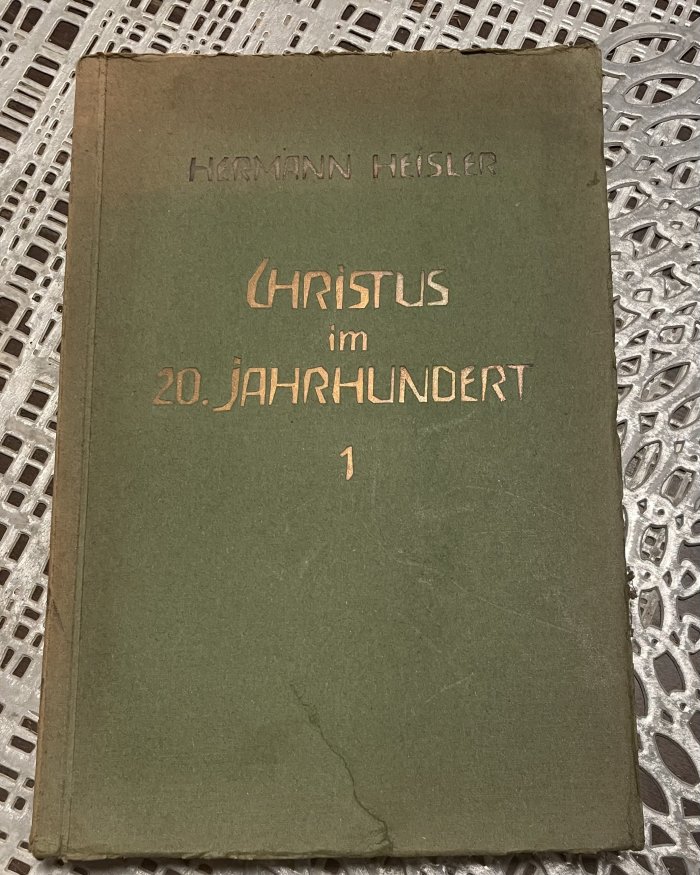 HERMANN HEISLER
CHRISTUS
im
20. JAHRHUNDERT
1